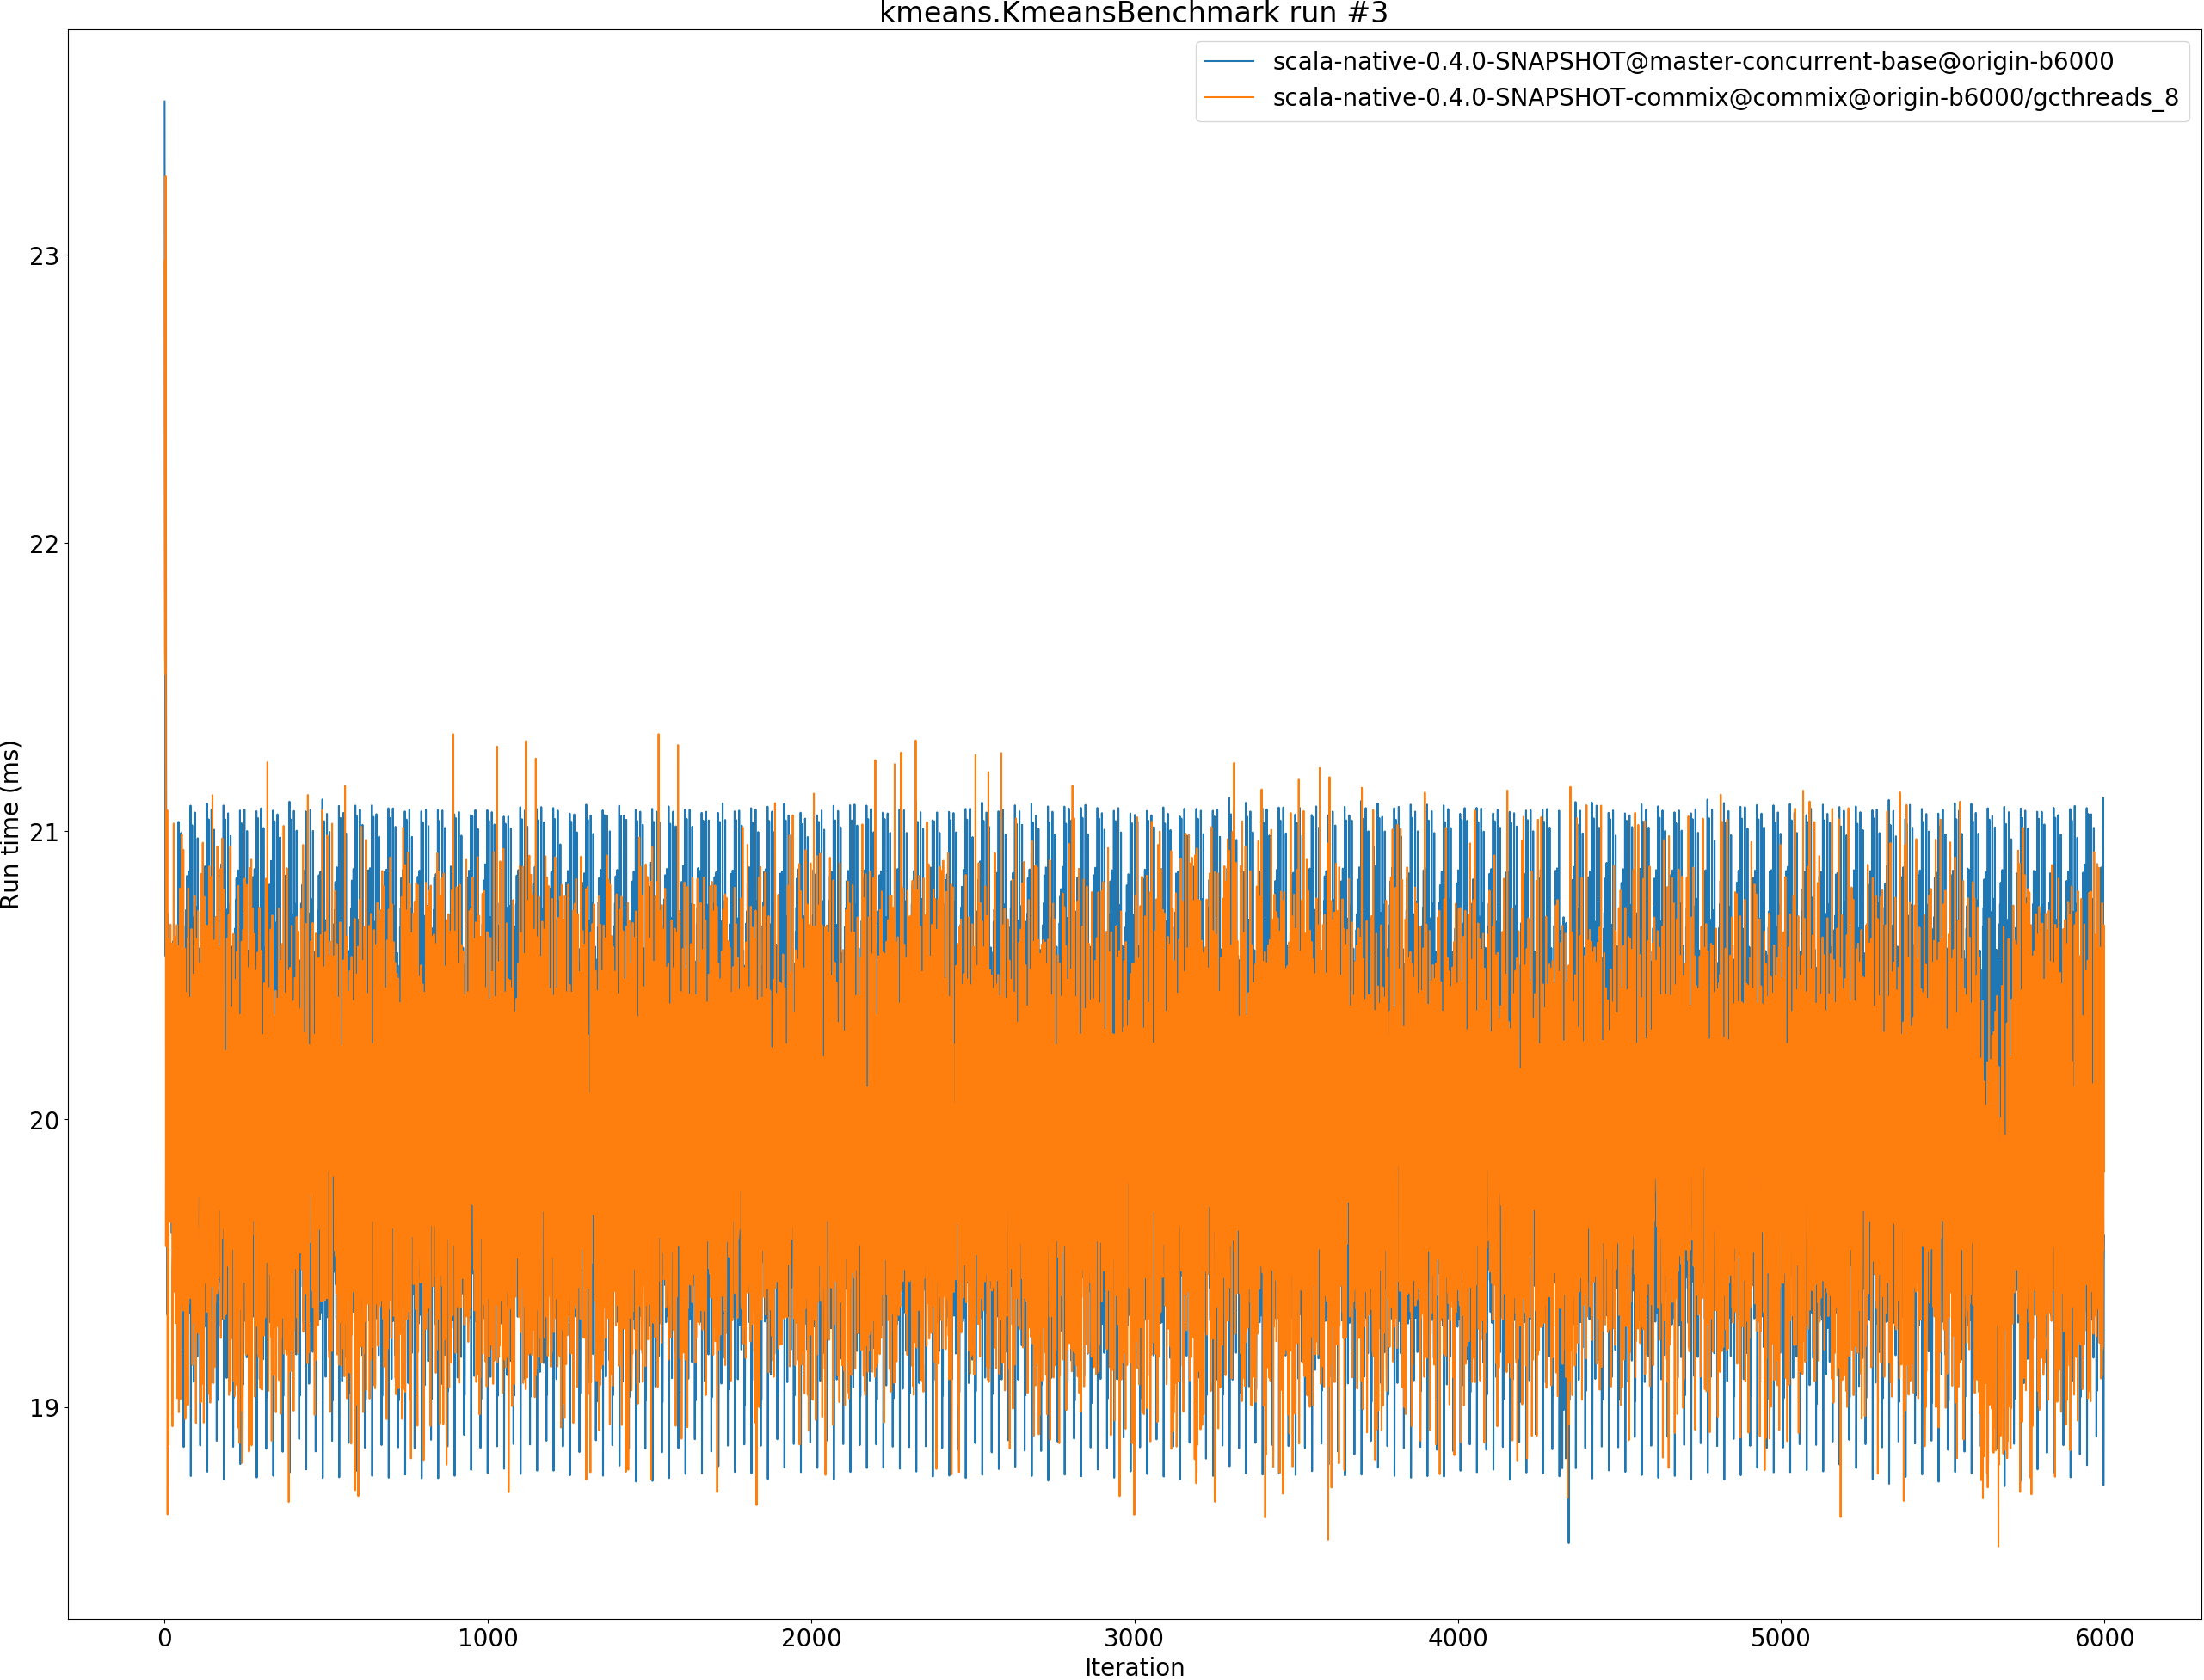 kmeans.KmeansBenchmark run #3
scala-native-0.4.0-SNAPSHOT@master-concurrent-base@origin-b6000
scala-native-0.4.0-SNAPSHOT-commix@commix@origin-b6000/gcthreads_8
Run time (ms)
23
22
21
20
19
0 1000 2000 3000 4000 5000 6000
Iteration